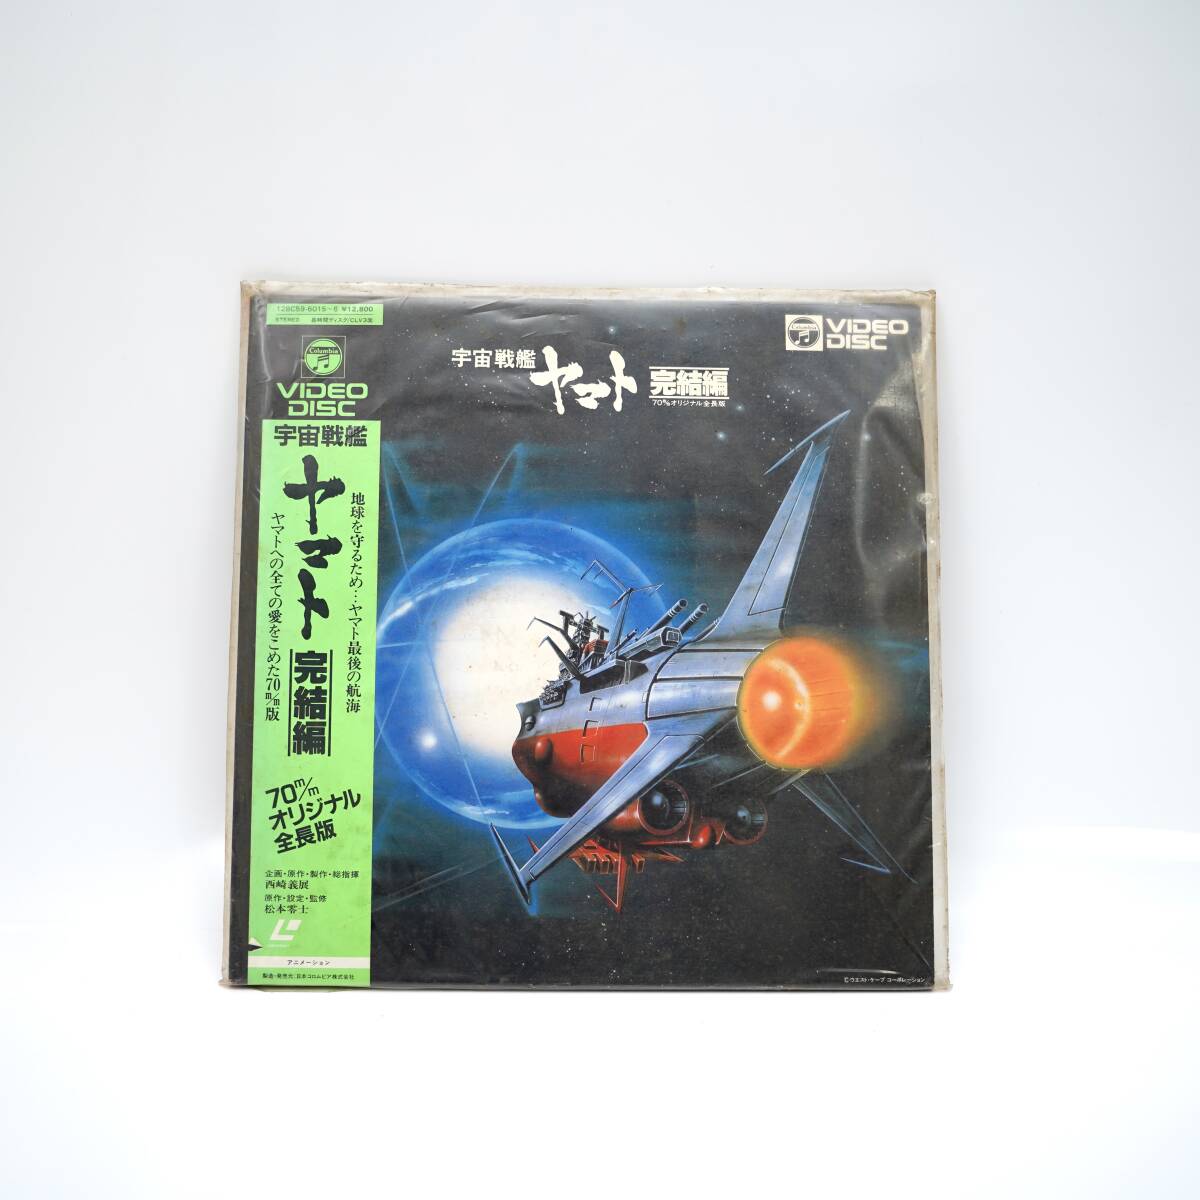 128C59-6015~6 ¥12,800
STEREO 長時間ディスク/CLV3面
Columbia
VIDEO
DISC
宇宙戦艦
ヤマト
完結編
地球を守るため…ヤマト最後の航海
ヤマトへの全ての愛をこめた70m/m版
70m/m
オリジナル
全長版
企画・原作・製作・総指揮
西崎義展
原作・設定・監修
松本零士
アニメーション
製造・発売元:日本コロムビア株式会社
宇宙戦艦
ヤマト
完結編
70%オリジナル全長版
Columbia
VIDEO
DISC
©ウエスト・ケープ コーポレーション